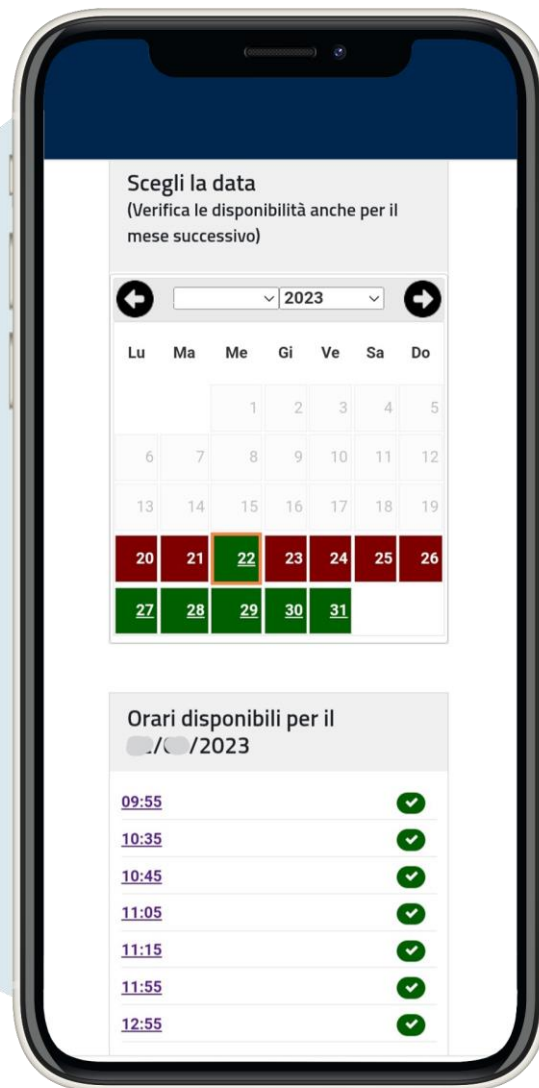 Scegli la data
(Verifica le disponibilità anche per il
mese successivo)
2023
Lu Ma Me Gi Ve Sa Do
1 2 3 4 5
6 7 8 9 10 11 12
13 14 15 16 17 18 19
20 21 22 23 24 25 26
27 28 29 30 31
Orari disponibili per il
/2023
09:55
10:35
10:45
11:05
11:15
11:55
12:55